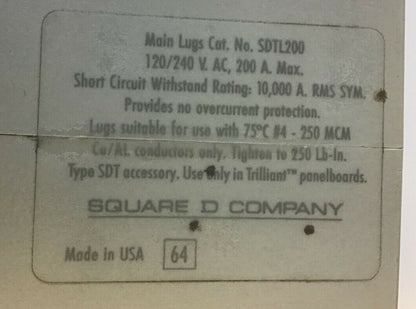 Main Lugs Cat. No. SDTL200
120/240 V. AC, 200 A. Max.
Short Circuit Withstand Rating: 10,000 A. RMS SYM.
Provides no overcurrent protection.
Lugs suitable for use with 75°C #4 - 250 MCM
Cu/AL conductors only. Tighten to 250 Lb-In.
Type SDT accessory. Use only in Trilliant™ panelboards.
SQUARE D COMPANY
Made in USA 64